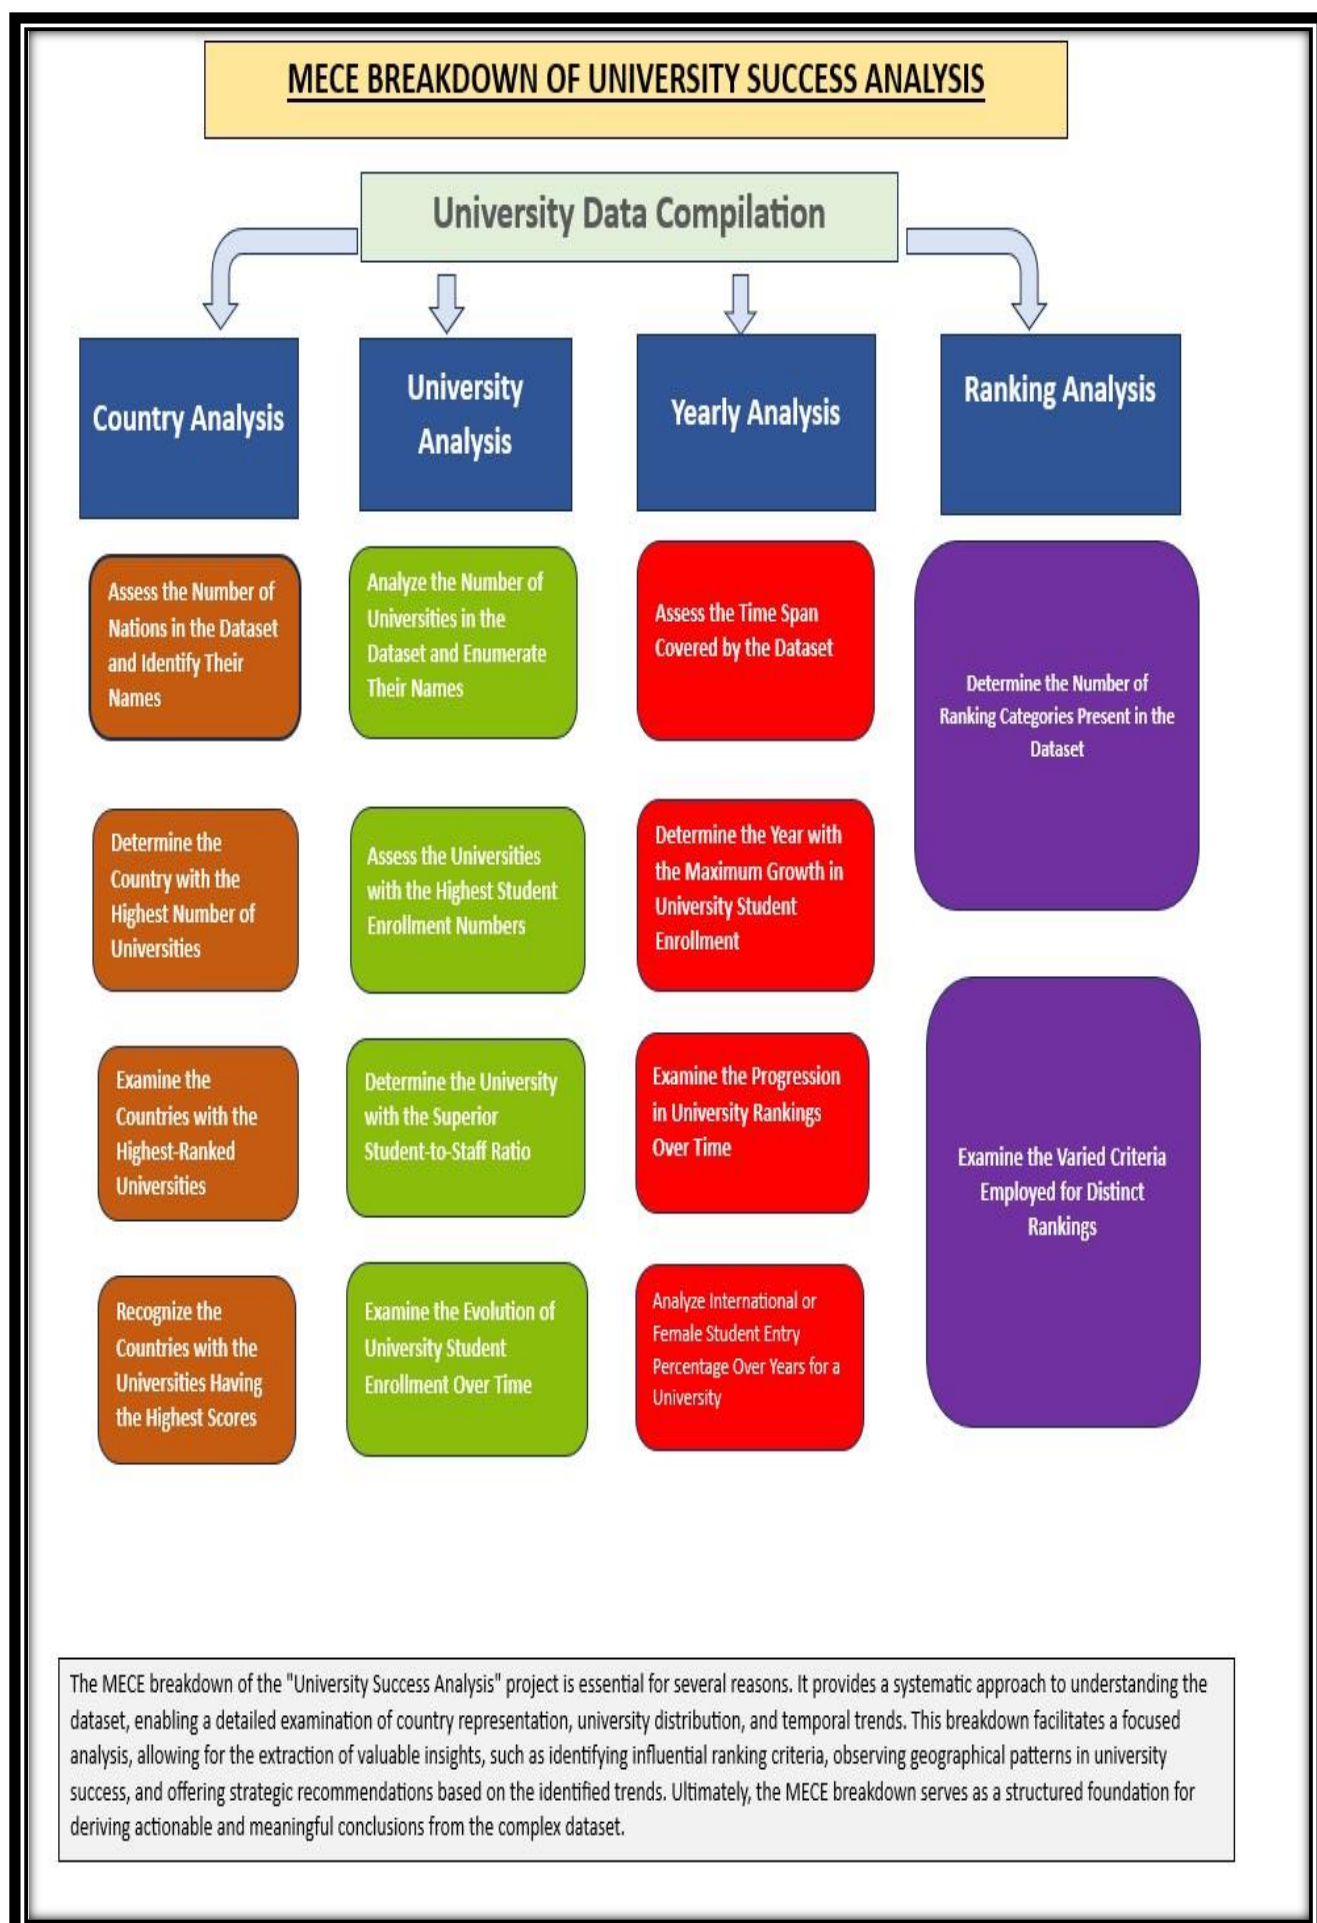 MECE BREAKDOWN OF UNIVERSITY SUCCESS ANALYSIS
University Data Compilation
Country Analysis
University
Analysis
Yearly Analysis
Ranking Analysis
Assess the Number of
Nations in the Dataset
and Identify Their
Names
Determine the
Country with the
Highest Number of
Universities
Examine the
Countries with the
Highest-Ranked
Universities
Recognize the
Countries with the
Universities Having
the Highest Scores
Analyze the Number of
Universities in the
Dataset and Enumerate
Their Names
Assess the Universities
with the Highest Student
Enrollment Numbers
Determine the University
with the Superior
Student-to-Staff Ratio
Examine the Evolution of
University Student
Enrollment Over Time
Assess the Time Span
Covered by the Dataset
Determine the Year with
the Maximum Growth in
University Student
Enrollment
Examine the Progression
in University Rankings
Over Time
Analyze International or
Female Student Entry
Percentage Over Years for a
University
Determine the Number of
Ranking Categories Present in the
Dataset
Examine the Varied Criteria
Employed for Distinct
Rankings
The MECE breakdown of the "University Success Analysis" project is essential for several reasons. It provides a systematic approach to understanding the
dataset, enabling a detailed examination of country representation, university distribution, and temporal trends. This breakdown facilitates a focused
analysis, allowing for the extraction of valuable insights, such as identifying influential ranking criteria, observing geographical patterns in university
success, and offering strategic recommendations based on the identified trends. Ultimately, the MECE breakdown serves as a structured foundation for
deriving actionable and meaningful conclusions from the complex dataset.